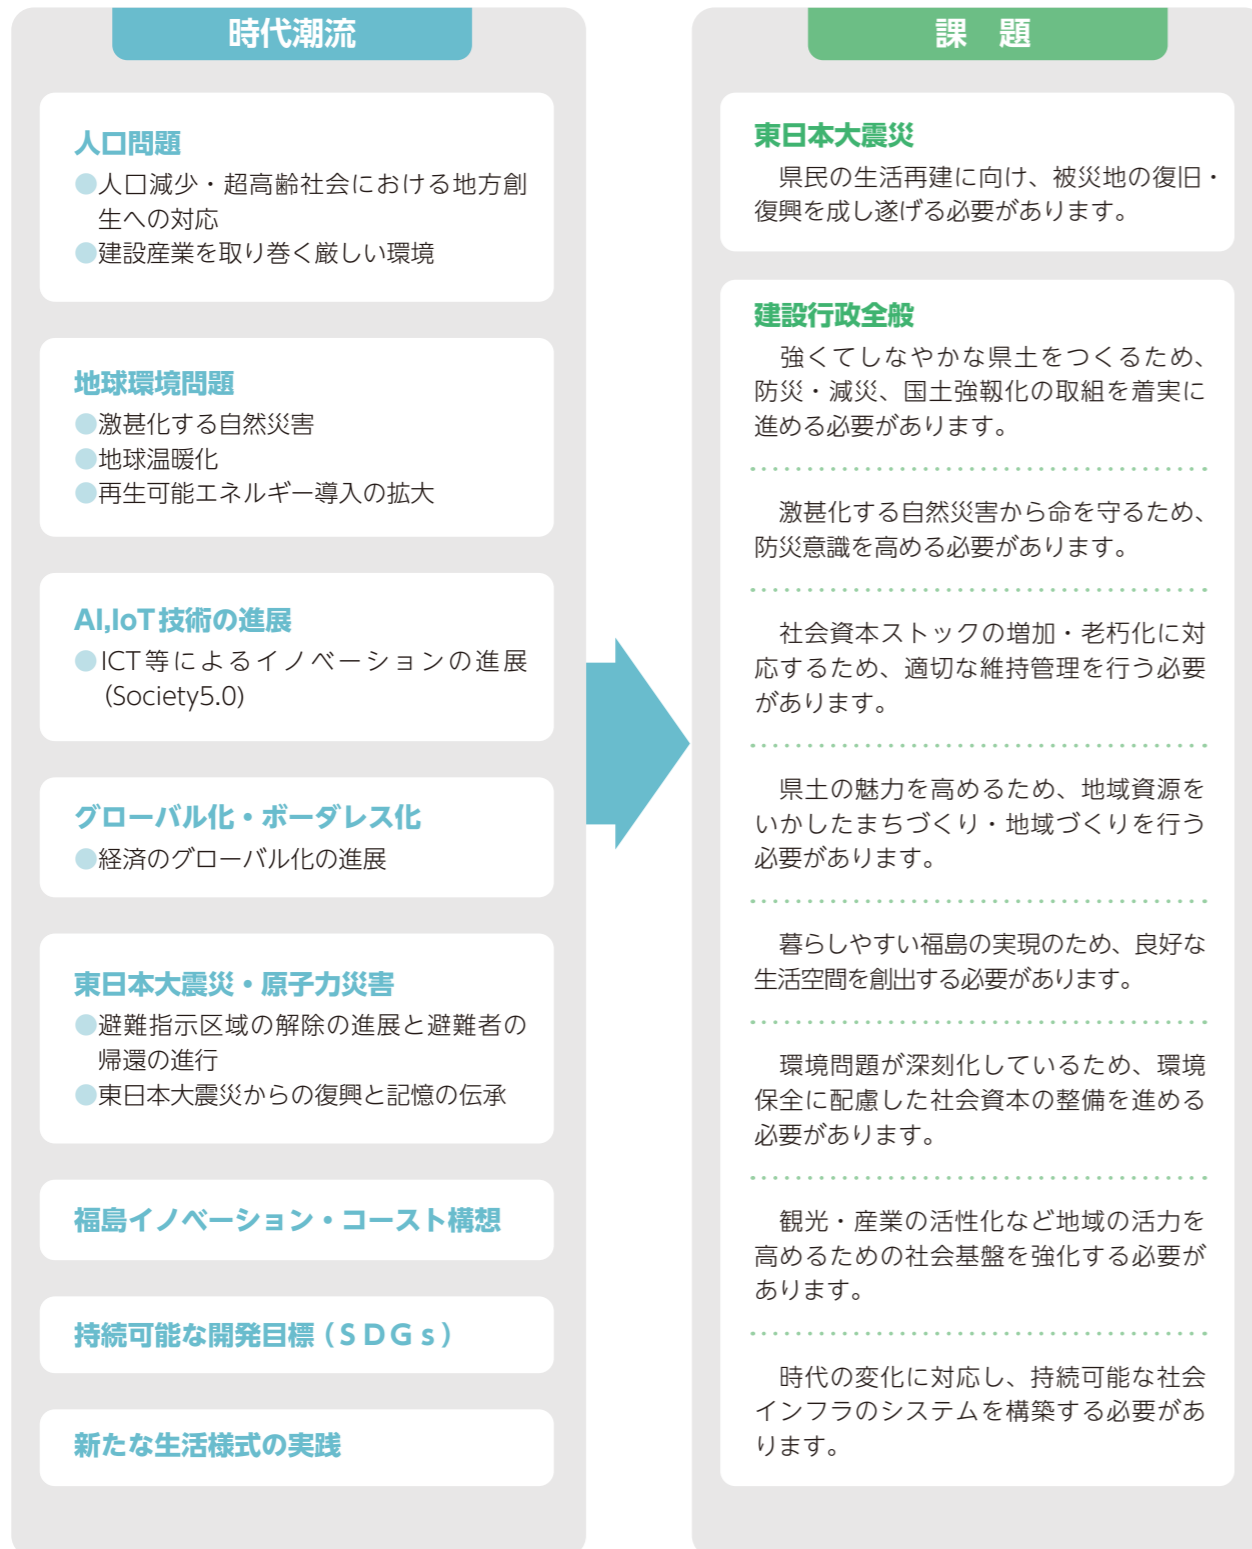 時代潮流
人口問題
●人口減少・超高齢社会における地方創
生への対応
●建設産業を取り巻く厳しい環境
地球環境問題
●激甚化する自然災害
●地球温暖化
●再生可能エネルギー導入の拡大
AI,IoT技術の進展
●ICT等によるイノベーションの進展
(Society5.0)
グローバル化・ボーダレス化
●経済のグローバル化の進展
東日本大震災・原子力災害
●避難指示区域の解除の進展と避難者の
帰還の進行
●東日本大震災からの復興と記憶の伝承
福島イノベーション・コースト構想
持続可能な開発目標（ＳＤＧｓ）
新たな生活様式の実践
課　題
東日本大震災
　県民の生活再建に向け、被災地の復旧・
復興を成し遂げる必要があります。
建設行政全般
　強くてしなやかな県土をつくるため、
防災・減災、国土強靱化の取組を着実に
進める必要があります。
　激甚化する自然災害から命を守るため、
防災意識を高める必要があります。
　社会資本ストックの増加・老朽化に対
応するため、適切な維持管理を行う必要
があります。
　県土の魅力を高めるため、地域資源を
いかしたまちづくり・地域づくりを行う
必要があります。
　暮らしやすい福島の実現のため、良好な
生活空間を創出する必要があります。
　環境問題が深刻化しているため、環境
保全に配慮した社会資本の整備を進める
必要があります。
　観光・産業の活性化など地域の活力を
高めるための社会基盤を強化する必要が
あります。
　時代の変化に対応し、持続可能な社会
インフラのシステムを構築する必要があ
ります。